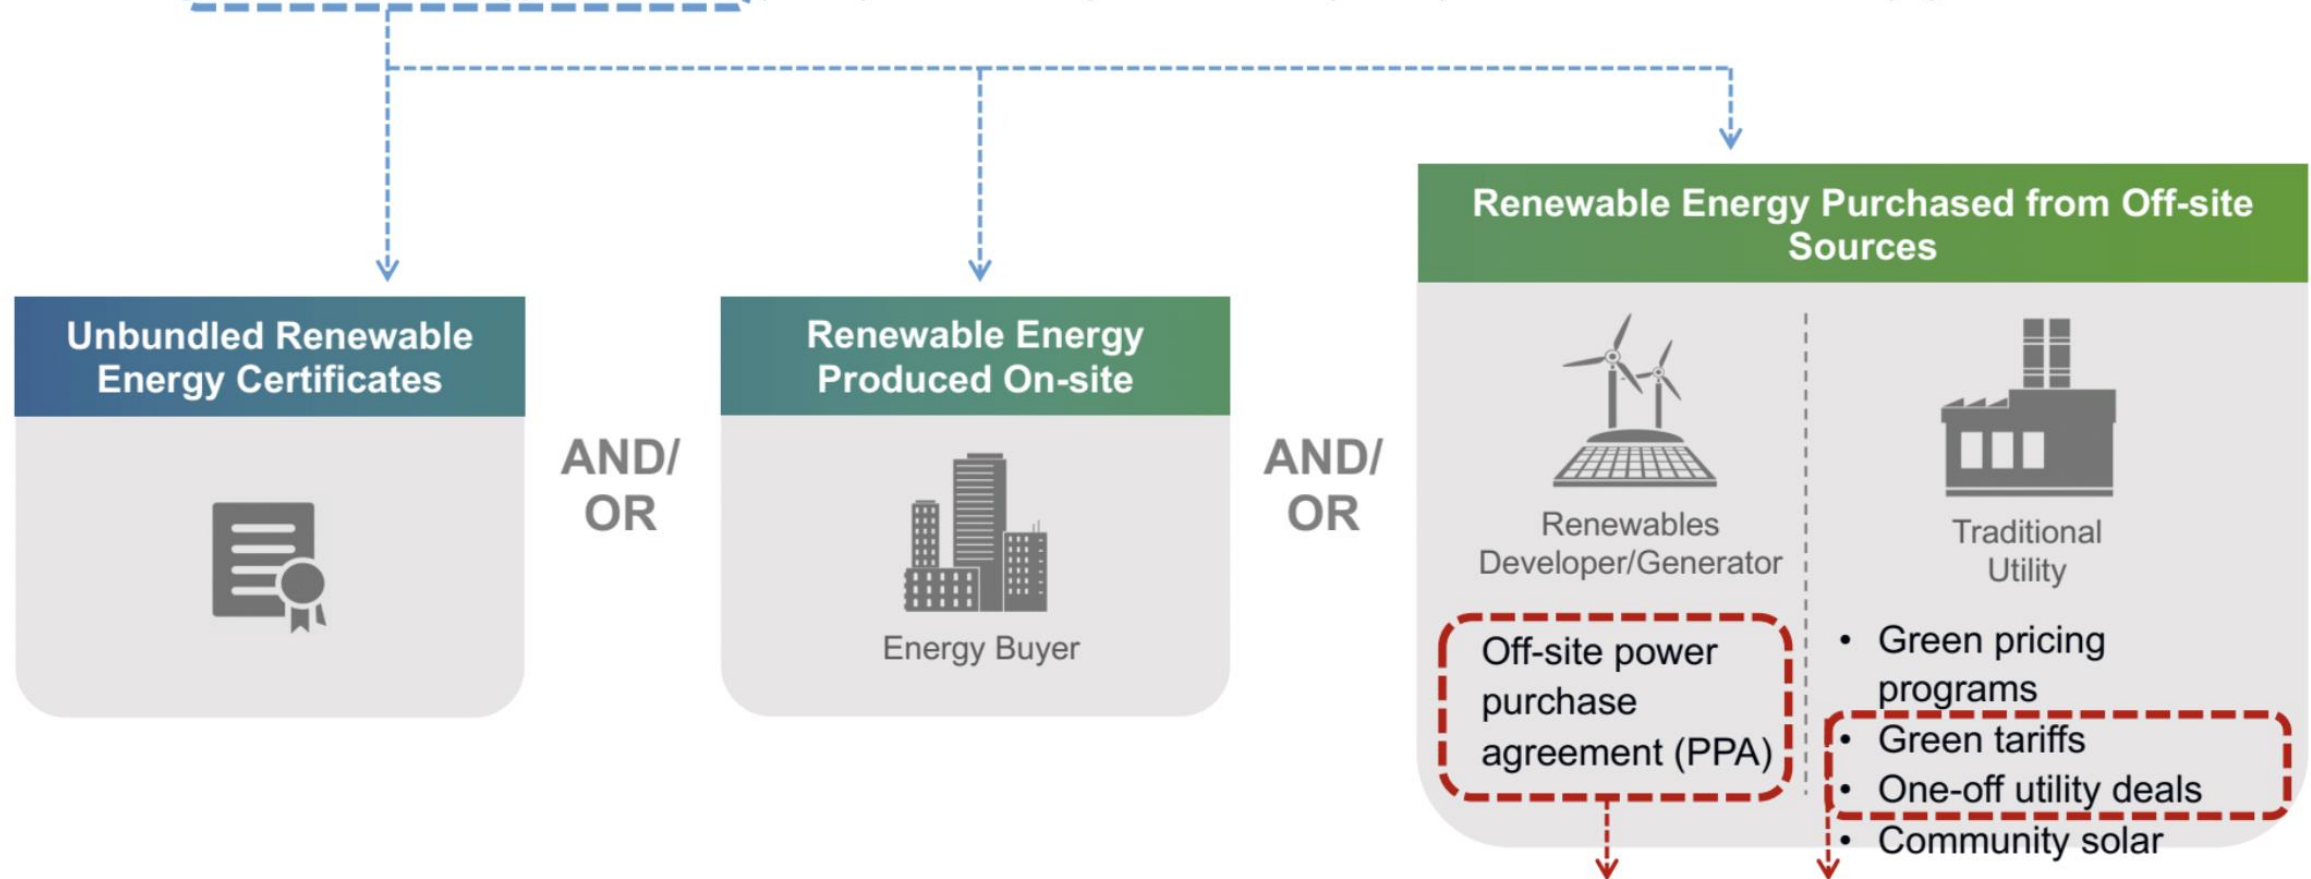 Unbundled Renewable
Energy Certificates
AND/
OR
Renewable Energy
Produced On-site
Energy Buyer
AND/
OR
Renewable Energy Purchased from Off-site
Sources
Renewables
Developer/Generator
Off-site power
purchase
agreement (PPA)
Traditional
Utility
• Green pricing
programs
• Green tariffs
• One-off utility deals
• Community solar